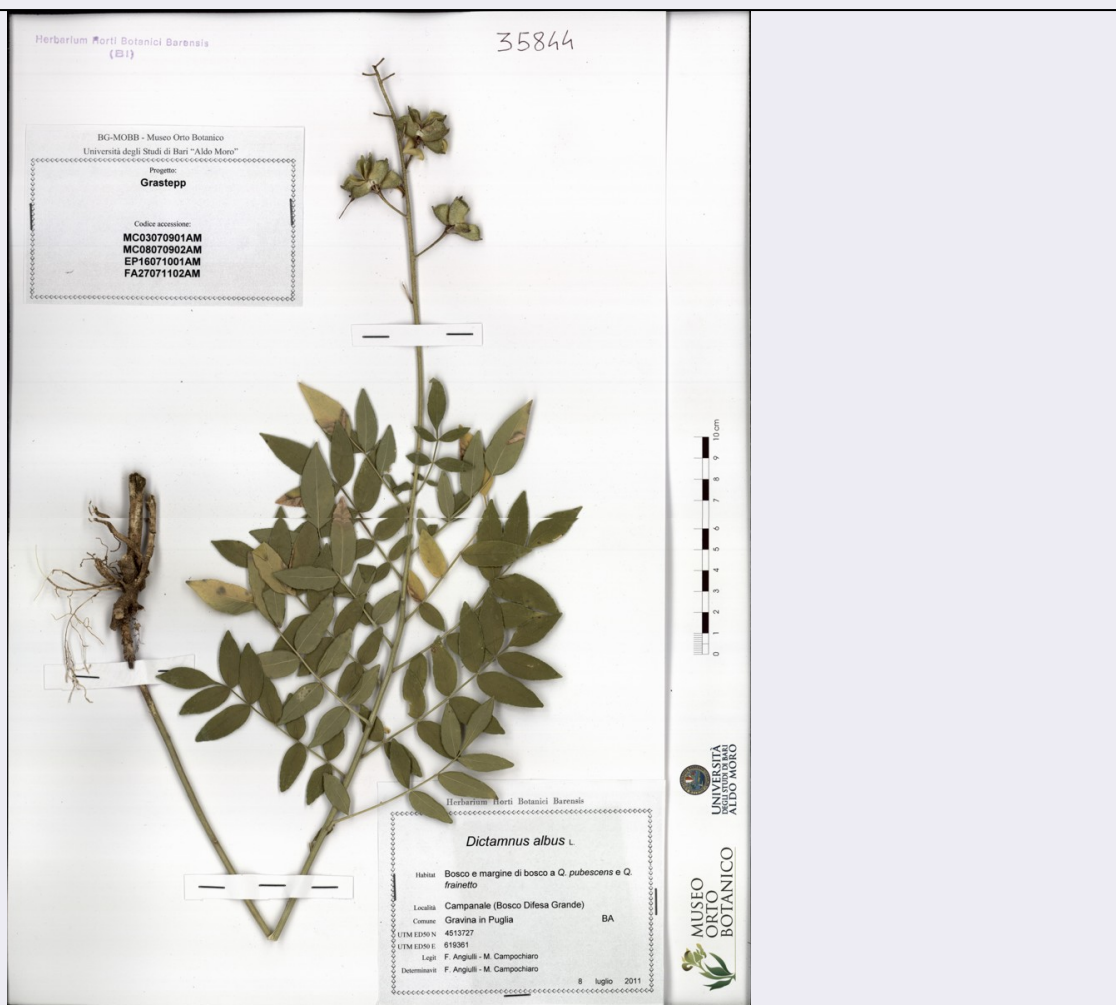 Herbarium Horti Botanici Barensis
(BI)
35844
BG-MOBB - Museo Orto Botanico
Università degli Studi di Bari "Aldo Moro"
Progetto:
Grastepp
Codice accessione:
MC03070901AM
MC08070902AM
EP16071001AM
FA27071102AM
10 cm
9
8
7
6
5
4
3
2
1
0
UNIVERSITÀ
DEGLI STUDI DI BARI
ALDO MORO
MUSEO
ORTO
BOTANICO
Herbarium Horti Botanici Barensis
Dictamnus albus L.
Habitat Bosco e margine di bosco a Q. pubescens e Q.
frainetto
Località Campanale (Bosco Difesa Grande)
Comune Gravina in Puglia BA
UTM ED50 N 4513727
UTM ED50 E 619361
Legit F. Angiulli - M. Campochiaro
Determinavit F. Angiulli - M. Campochiaro
8 luglio 2011